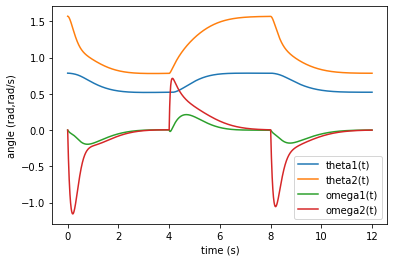 angle (rad,rad/s)
1.5
1.0
0.5
0.0
−0.5
−1.0
theta1(t)
theta2(t)
omega1(t)
omega2(t)
0 2 4 6 8 10 12
time (s)